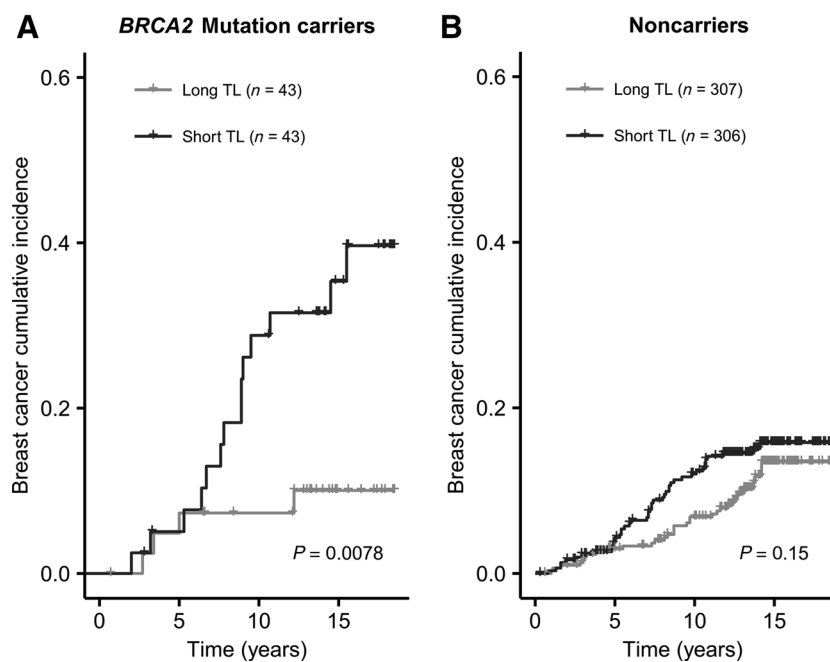 A
BRCA2 Mutation carriers
Long TL (n = 43)
Short TL (n = 43)
Breast cancer cumulative incidence
0.6
0.4
0.2
0.0
P = 0.0078
0 5 10 15
Time (years)
B
Noncarriers
Long TL (n = 307)
Short TL (n = 306)
Breast cancer cumulative incidence
0.6
0.4
0.2
0.0
P = 0.15
0 5 10 15
Time (years)